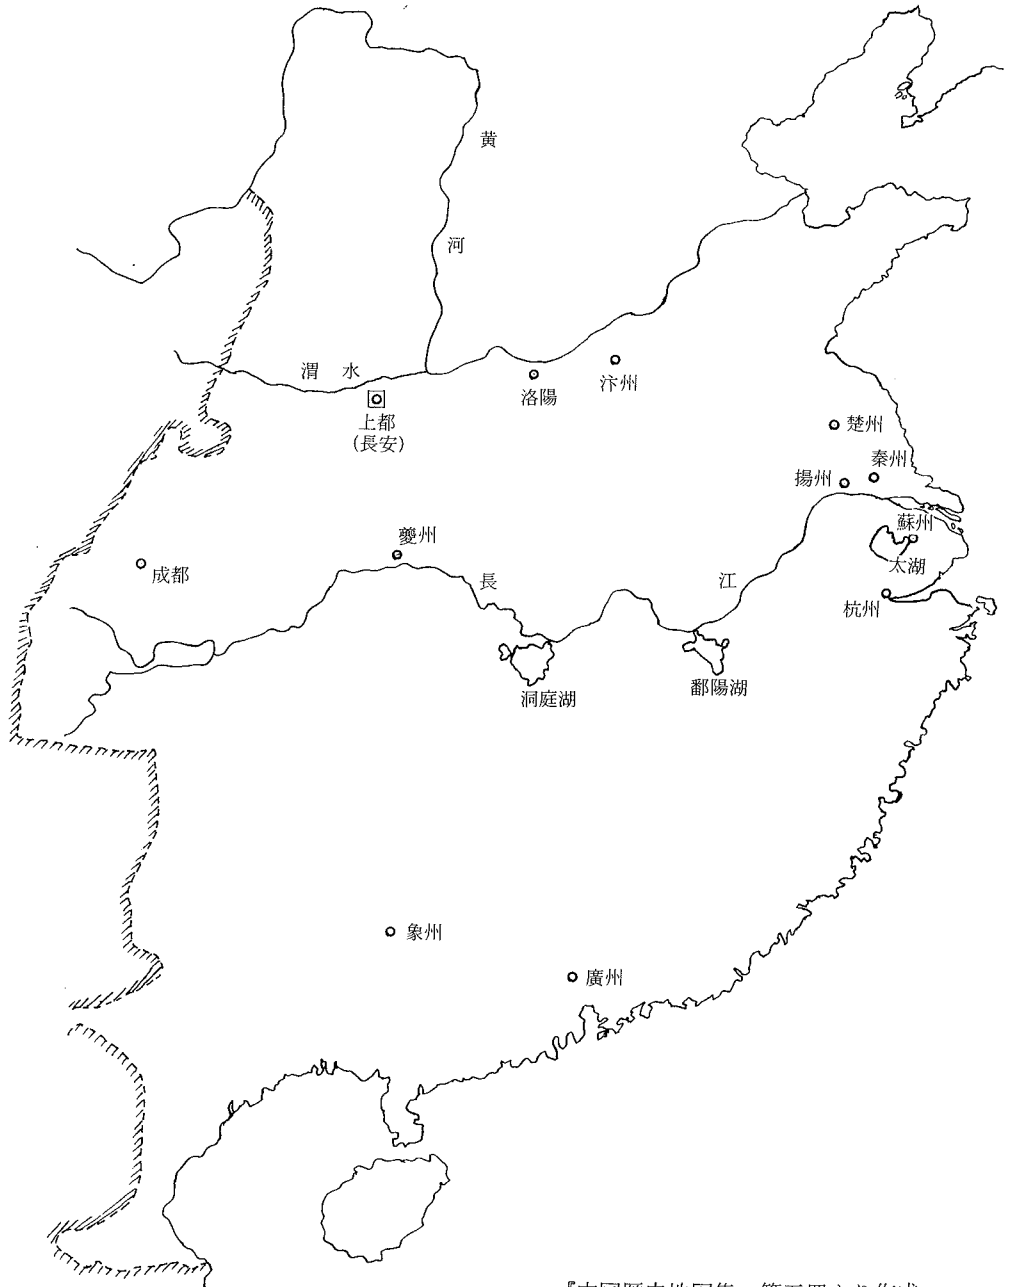 黄
河
渭水
上都
(長安)
洛陽
汴州
楚州
秦州
揚州
蘇州
太湖
杭州
夔州
成都
長
江
洞庭湖
鄱陽湖
象州
廣州